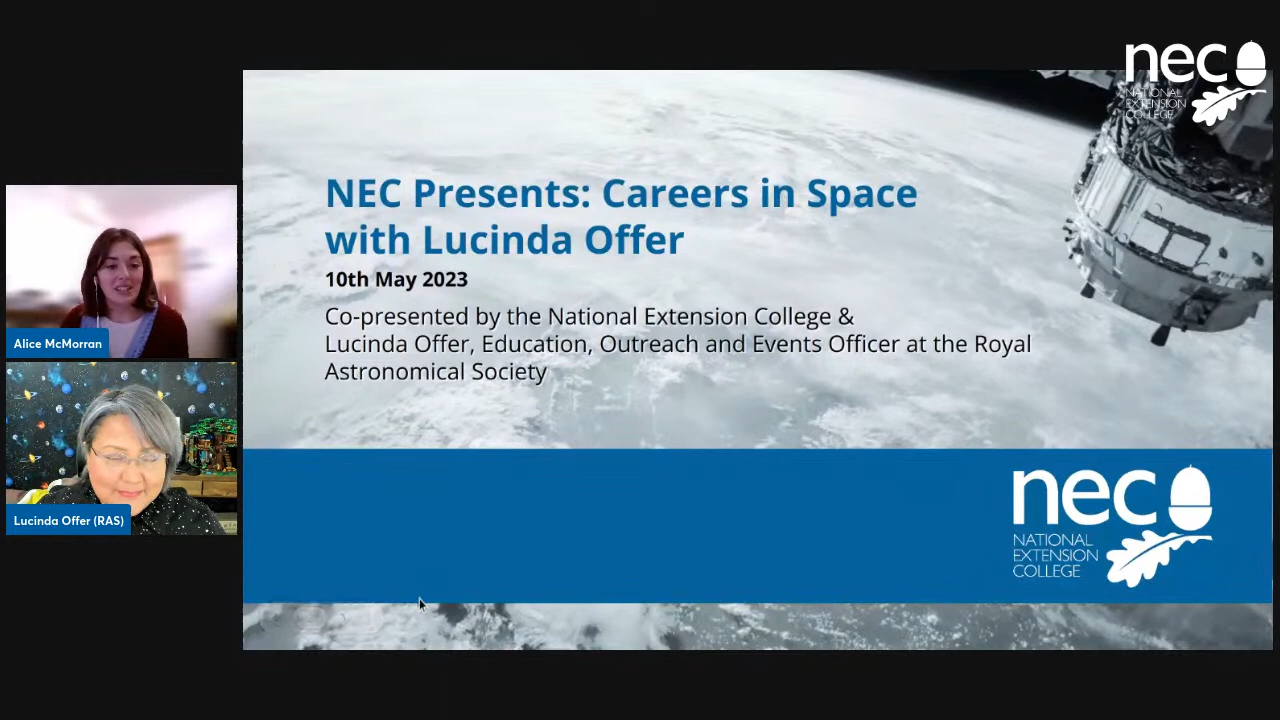 nec
NATIONAL
EXTENSION
COLLEGE
NEC Presents: Careers in Space
with Lucinda Offer
10th May 2023
Co-presented by the National Extension College &
Lucinda Offer, Education, Outreach and Events Officer at the Royal
Astronomical Society
Alice McMorran
Lucinda Offer (RAS)
nec
NATIONAL
EXTENSION
COLLEGE